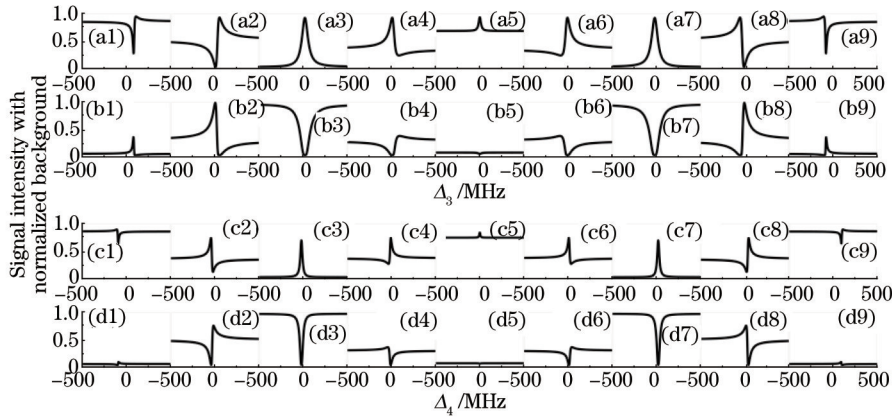 Signal intensity with
normalized background
1.0
0.5
0
(a1) (a2) (a3) (a4) (a5) (a6) (a7) (a8) (a9)
−500 0 −500 0 −500 0 −500 0 −500 0 −500 0 −500 0 −500 0 −500 0 500
1.0
0.5
0
(b1) (b2) (b3) (b4) (b5) (b6) (b7) (b8) (b9)
−500 0 −500 0 −500 0 −500 0 −500 0 −500 0 −500 0 −500 0 −500 0 500
Δ₃ /MHz
1.0
0.5
0
(c1) (c2) (c3) (c4) (c5) (c6) (c7) (c8) (c9)
−500 0 −500 0 −500 0 −500 0 −500 0 −500 0 −500 0 −500 0 −500 0 500
1.0
0.5
0
(d1) (d2) (d3) (d4) (d5) (d6) (d7) (d8) (d9)
−500 0 −500 0 −500 0 −500 0 −500 0 −500 0 −500 0 −500 0 −500 0 500
Δ₄ /MHz